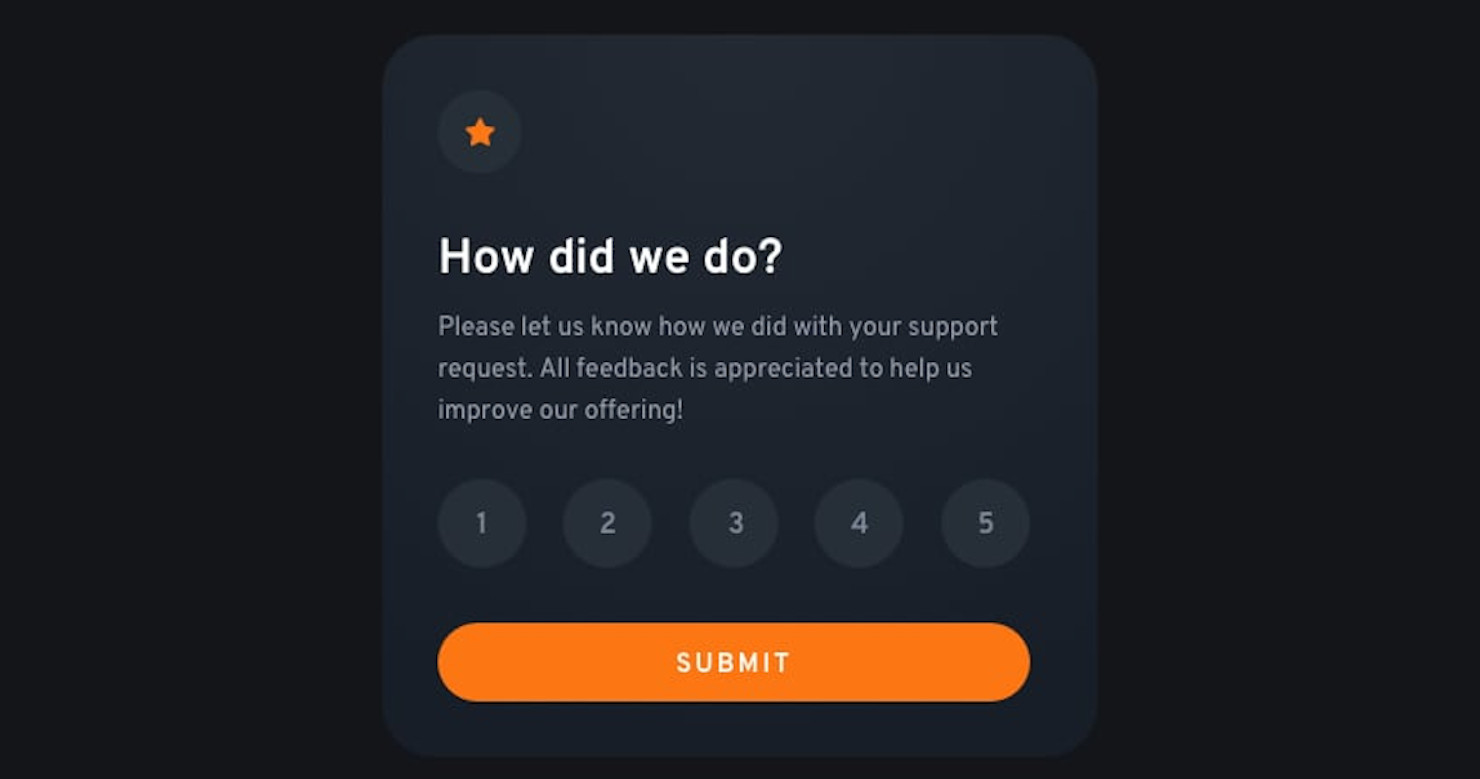 How did we do?
Please let us know how we did with your support
request. All feedback is appreciated to help us
improve our offering!
1 2 3 4 5
SUBMIT